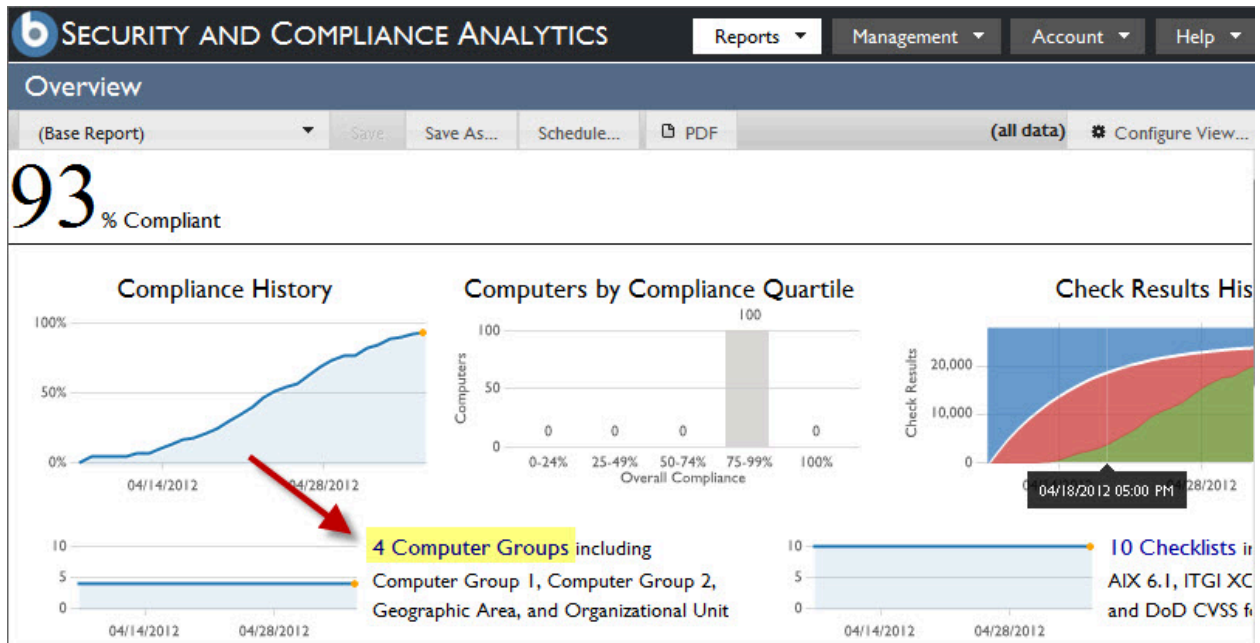 b SECURITY AND COMPLIANCE ANALYTICS Reports Management Account Help
Overview
(Base Report) Save Save As... Schedule... PDF (all data) Configure View...
93 % Compliant
Compliance History
100%
50%
0%
04/14/2012 04/28/2012
Computers by Compliance Quartile
100
Computers
100
50
0
0 0 0 0
0-24% 25-49% 50-74% 75-99% 100%
Overall Compliance
Check Results His
Check Results
20,000
10,000
0
04/18/2012 05:00 PM
/28/2012
10
5
0
04/14/2012 04/28/2012
4 Computer Groups including
Computer Group 1, Computer Group 2,
Geographic Area, and Organizational Unit
10
5
0
04/14/2012 04/28/2012
10 Checklists i
AIX 6.1, ITGI XC
and DoD CVSS f